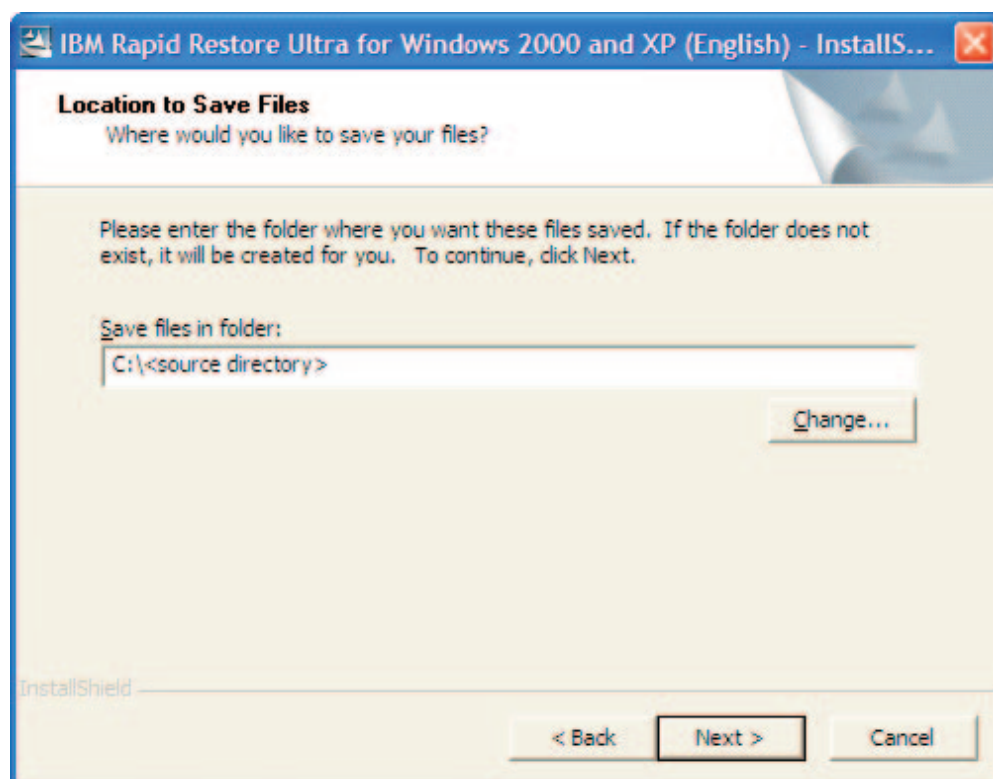 IBM Rapid Restore Ultra for Windows 2000 and XP (English) - InstallS...
Location to Save Files
Where would you like to save your files?
Please enter the folder where you want these files saved. If the folder does not
exist, it will be created for you. To continue, click Next.
Save files in folder:
C:\<source directory>
Change...
InstallShield
< Back
Next >
Cancel